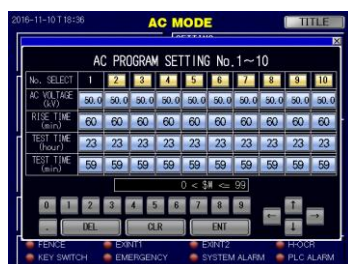 2016-11-10 T 18:36 AC MODE TITLE
AC PROGRAM SETTING No.1～10
No. SELECT 1 2 3 4 5 6 7 8 9 10
AC VOLTAGE (kV) 50.0 50.0 50.0 50.0 50.0 50.0 50.0 50.0 50.0 50.0
RISE TIME (min) 60 60 60 60 60 60 60 60 60 60
TEST TIME (hour) 23 23 23 23 23 23 23 23 23 23
TEST TIME (min) 59 59 59 59 59 59 59 59 59 59
0 < $M <= 99
0 1 2 3 4 5 6 7 8 9 ↑
← →
. DEL CLR ENT ↓
FENCE EXINT1 EXINT2 HHOCR
KEY SWITCH EMERGENCY SYSTEM ALARM PLC ALARM